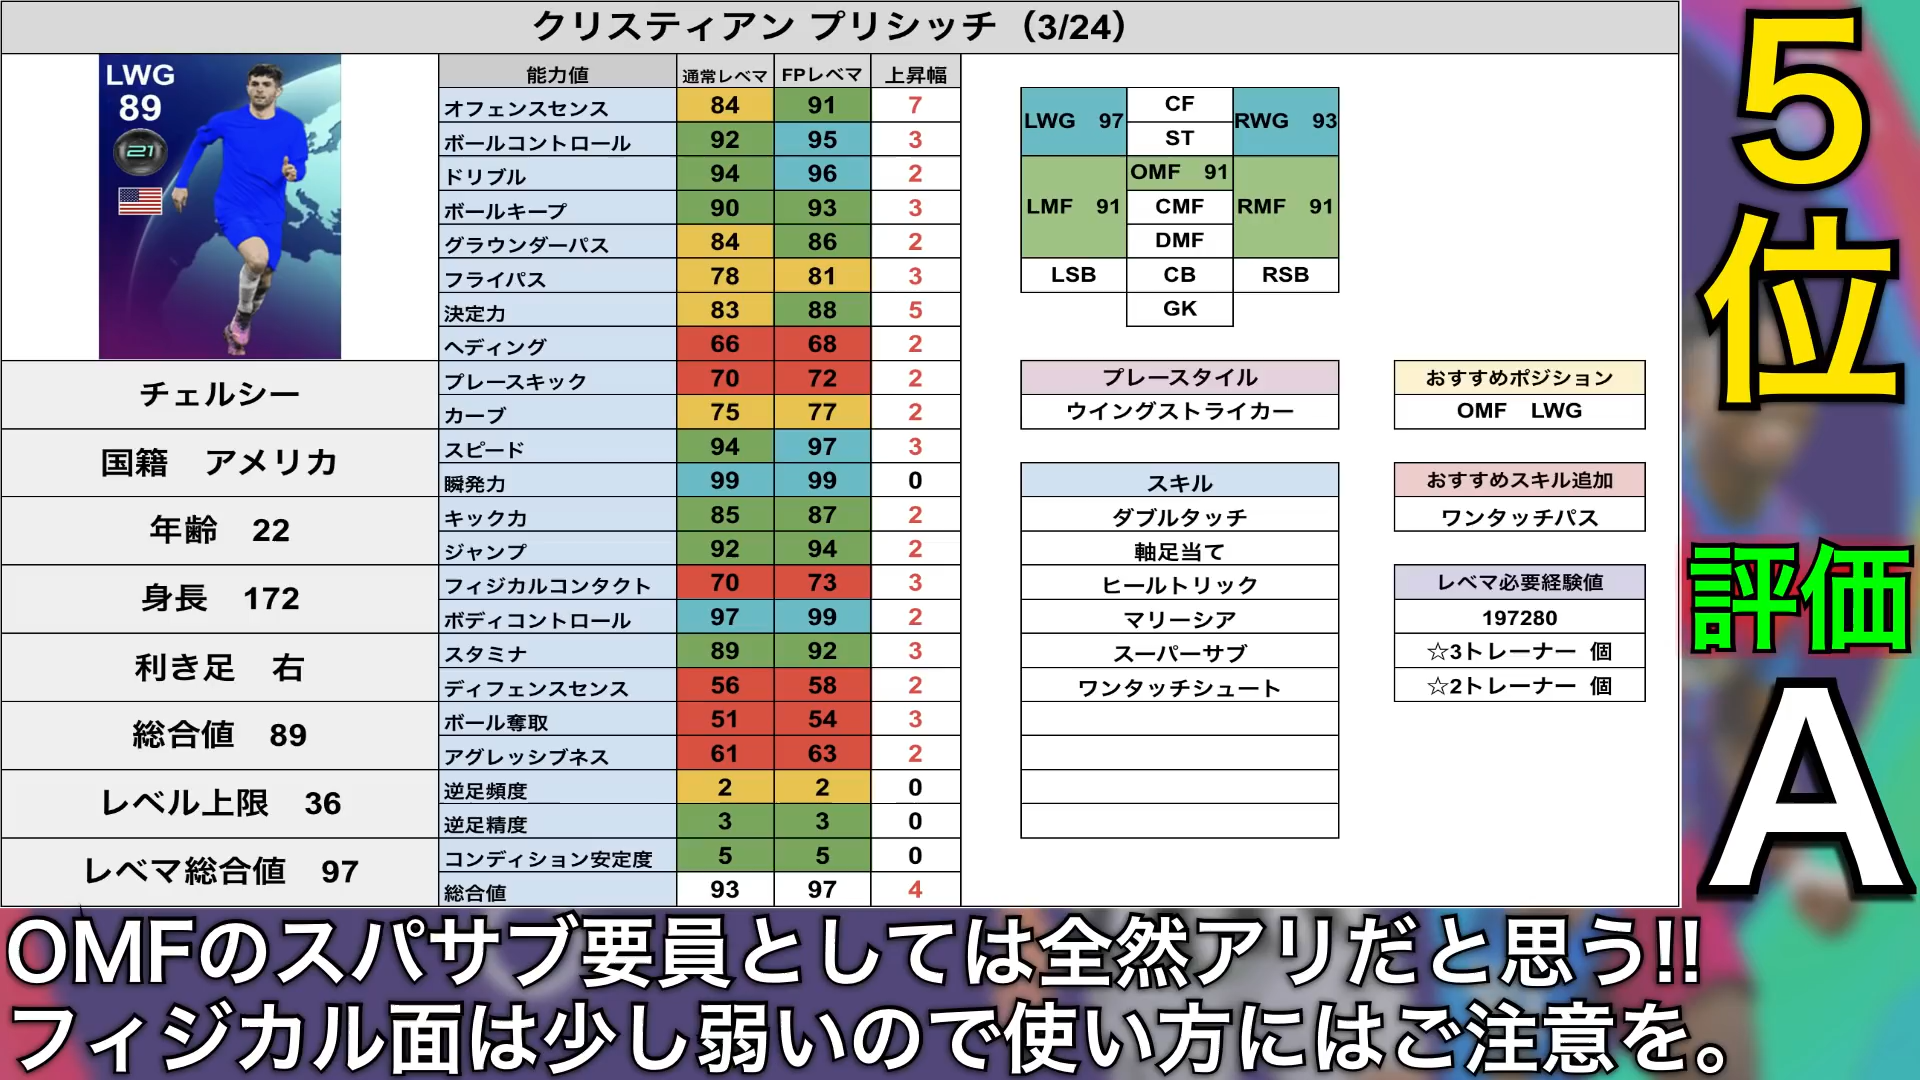 クリスティアン プリシッチ（3/24）
LWG
89
21
チェルシー
国籍　アメリカ
年齢　22
身長　172
利き足　右
総合値　89
レベル上限　36
レベマ総合値　97
能力値 通常レベマ FPレベマ 上昇幅
オフェンスセンス 84 91 7
ボールコントロール 92 95 3
ドリブル 94 96 2
ボールキープ 90 93 3
グラウンダーパス 84 86 2
フライパス 78 81 3
決定力 83 88 5
ヘディング 66 68 2
プレースキック 70 72 2
カーブ 75 77 2
スピード 94 97 3
瞬発力 99 99 0
キック力 85 87 2
ジャンプ 92 94 2
フィジカルコンタクト 70 73 3
ボディコントロール 97 99 2
スタミナ 89 92 3
ディフェンスセンス 56 58 2
ボール奪取 51 54 3
アグレッシブネス 61 63 2
逆足頻度 2 2 0
逆足精度 3 3 0
コンディション安定度 5 5 0
総合値 93 97 4
LWG 97 CF RWG 93
ST
OMF 91
LMF 91 CMF RMF 91
DMF
LSB CB RSB
GK
プレースタイル
ウイングストライカー
スキル
ダブルタッチ
軸足当て
ヒールトリック
マリーシア
スーパーサブ
ワンタッチシュート
おすすめポジション
OMF LWG
おすすめスキル追加
ワンタッチパス
レベマ必要経験値
197280
☆3トレーナー 個
☆2トレーナー 個
5
位
評価
A
OMFのスパサブ要員としては全然アリだと思う!!
フィジカル面は少し弱いので使い方にはご注意を。